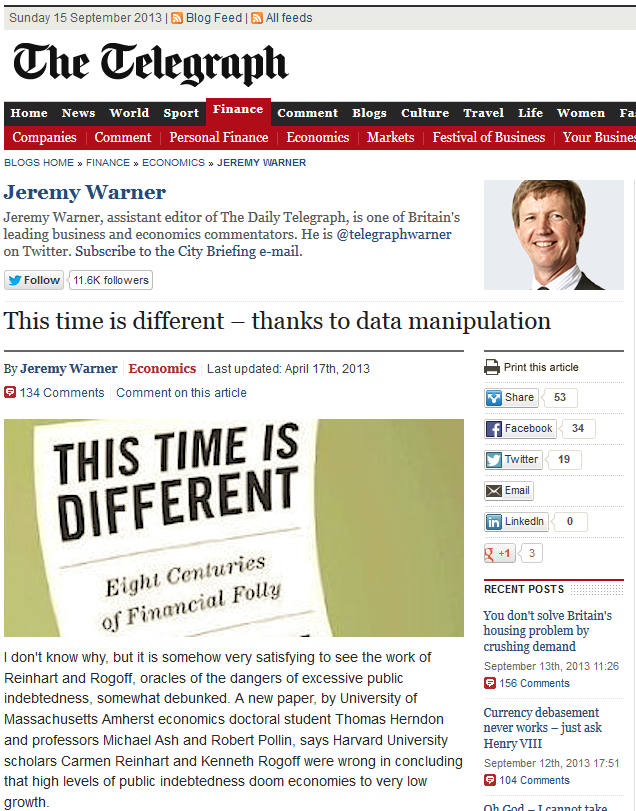 Sunday 15 September 2013 | Blog Feed | All feeds
The Telegraph
Home News World Sport Finance Comment Blogs Culture Travel Life Women Fa
Companies Comment Personal Finance Economics Markets Festival of Business Your Busines
BLOGS HOME » FINANCE » ECONOMICS » JEREMY WARNER
Jeremy Warner
Jeremy Warner, assistant editor of The Daily Telegraph, is one of Britain's
leading business and economics commentators. He is @telegraphwarner
on Twitter. Subscribe to the City Briefing e-mail.
Follow 11.6K followers
This time is different – thanks to data manipulation
By Jeremy Warner Economics Last updated: April 17th, 2013
134 Comments Comment on this article
THIS TIME IS
DIFFERENT
Eight Centuries
of Financial Folly
I don't know why, but it is somehow very satisfying to see the work of
Reinhart and Rogoff, oracles of the dangers of excessive public
indebtedness, somewhat debunked. A new paper, by University of
Massachusetts Amherst economics doctoral student Thomas Herndon
and professors Michael Ash and Robert Pollin, says Harvard University
scholars Carmen Reinhart and Kenneth Rogoff were wrong in concluding
that high levels of public indebtedness doom economies to very low
growth.
Print this article
Share 53
Facebook 34
Twitter 19
Email
LinkedIn 0
g +1 3
RECENT POSTS
You don't solve Britain's
housing problem by
crushing demand
September 13th, 2013 11:26
156 Comments
Currency debasement
never works – just ask
Henry VIII
September 12th, 2013 17:51
104 Comments
Oh God – I cannot take